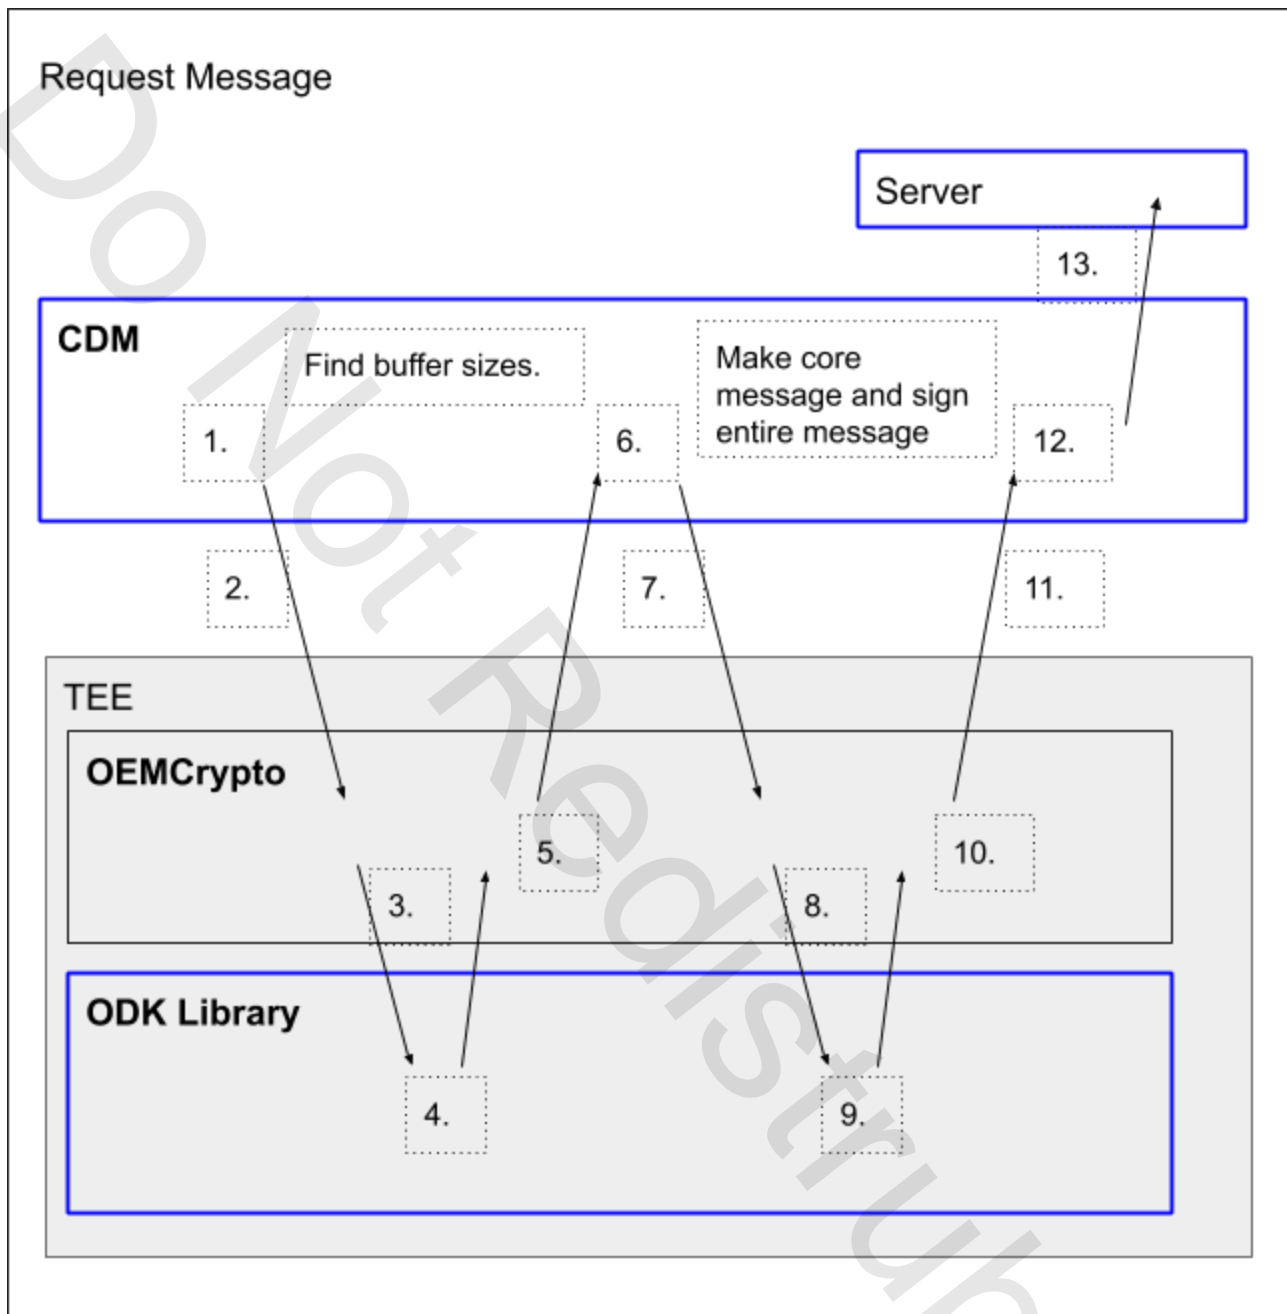 Request Message
Server
13.
CDM
Find buffer sizes.
Make core
message and sign
entire message
1.
6.
12.
2.
7.
11.
TEE
OEMCrypto
5.
10.
3.
8.
ODK Library
4.
9.
Do Not Redistrub